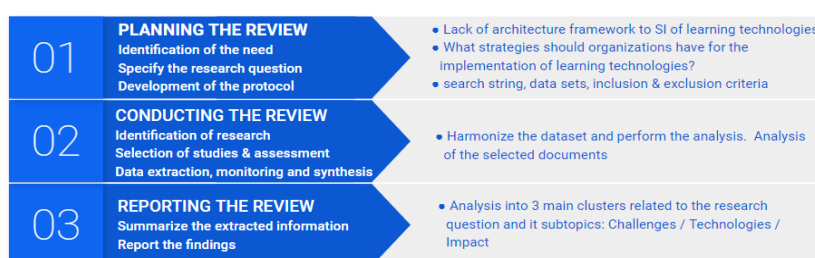 01
PLANNING THE REVIEW
Identification of the need
Specify the research question
Development of the protocol
● Lack of architecture framework to SI of learning technologies
● What strategies should organizations have for the
implementation of learning technologies?
● search string, data sets, inclusion & exclusion criteria
02
CONDUCTING THE REVIEW
Identification of research
Selection of studies & assessment
Data extraction, monitoring and synthesis
● Harmonize the dataset and perform the analysis. Analysis
of the selected documents
03
REPORTING THE REVIEW
Summarize the extracted information
Report the findings
● Analysis into 3 main clusters related to the research
question and it subtopics: Challenges / Technologies /
Impact